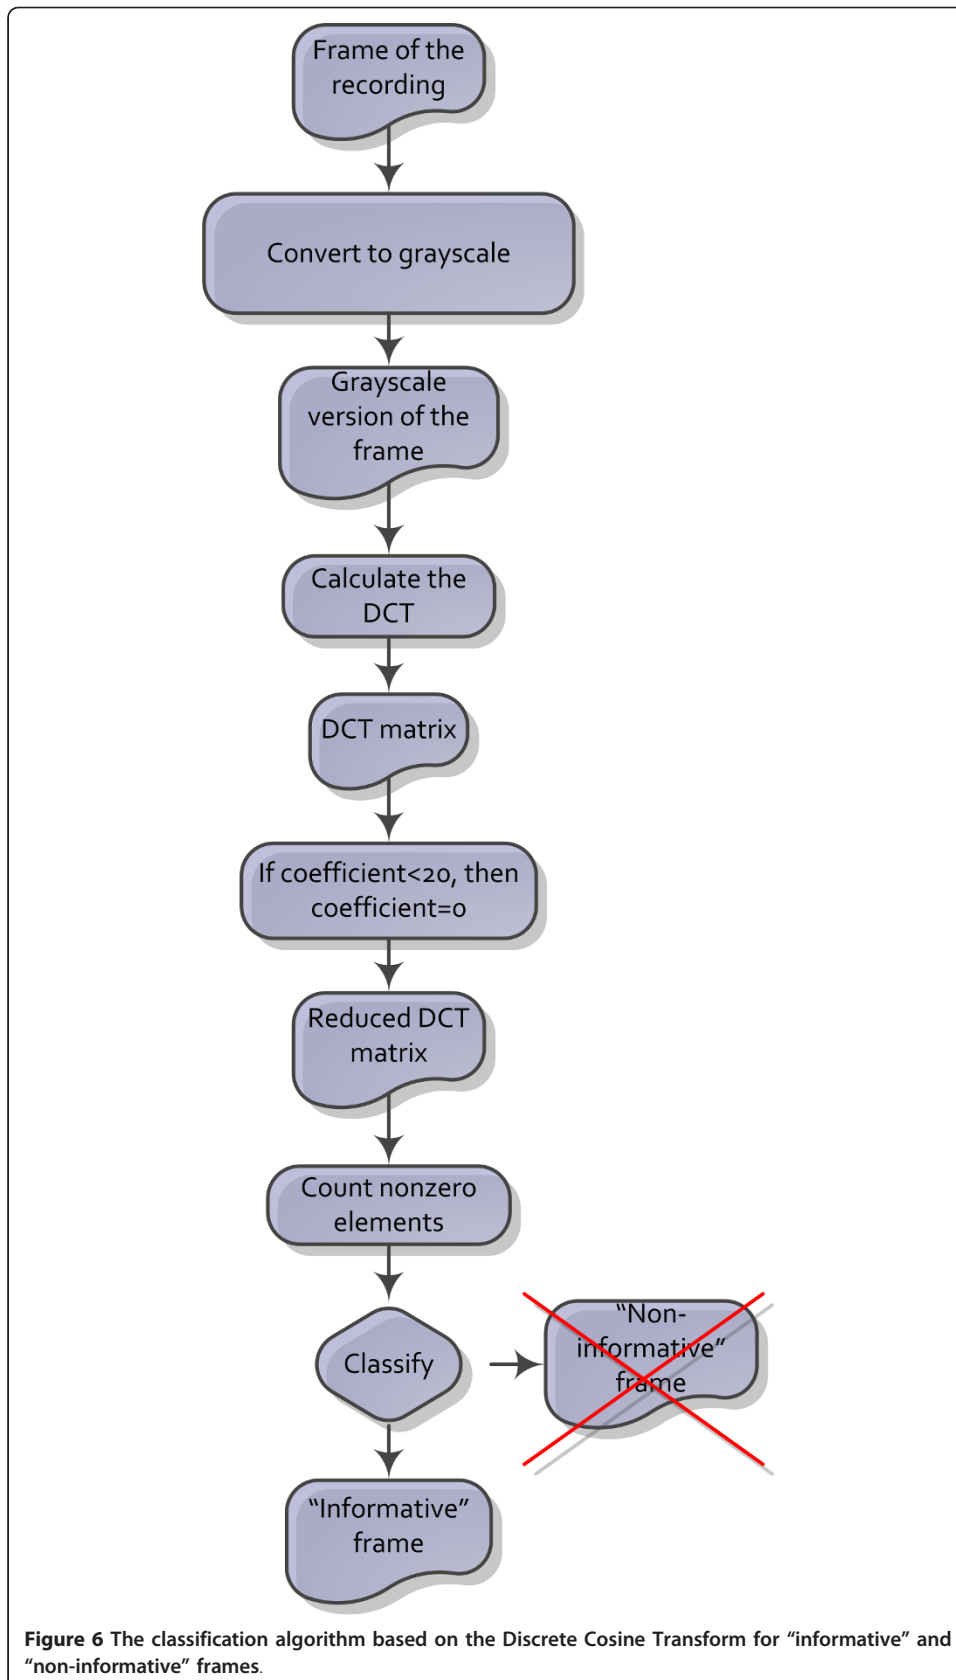 Frame of the
recording
Convert to grayscale
Grayscale
version of the
frame
Calculate the
DCT
DCT matrix
If coefficient<20, then
coefficient=0
Reduced DCT
matrix
Count nonzero
elements
Classify
“Non-
informative”
frame
“Informative”
frame
Figure 6 The classification algorithm based on the Discrete Cosine Transform for “informative” and
“non-informative” frames.